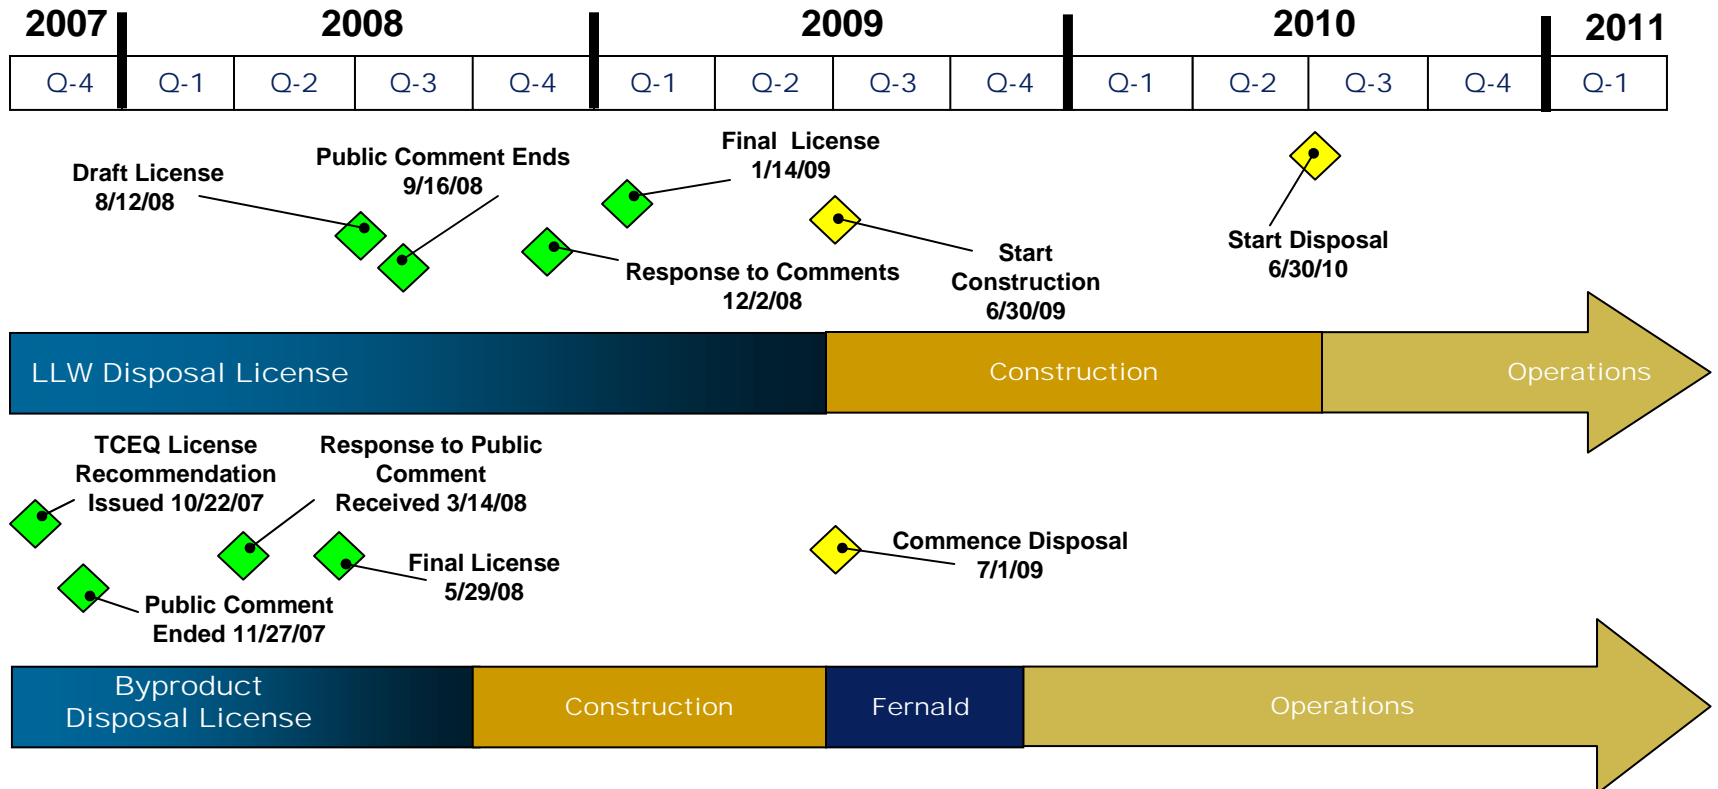 2007 2008 2009 2010 2011
Q-4 Q-1 Q-2 Q-3 Q-4 Q-1 Q-2 Q-3 Q-4 Q-1 Q-2 Q-3 Q-4 Q-1
Draft License
8/12/08
Public Comment Ends
9/16/08
Final License
1/14/09
Response to Comments
12/2/08
Start
Construction
6/30/09
Start Disposal
6/30/10
LLW Disposal License
Construction
Operations
TCEQ License
Recommendation
Issued 10/22/07
Response to Public
Comment
Received 3/14/08
Public Comment
Ended 11/27/07
Final License
5/29/08
Commence Disposal
7/1/09
Byproduct
Disposal License
Construction
Fernald
Operations